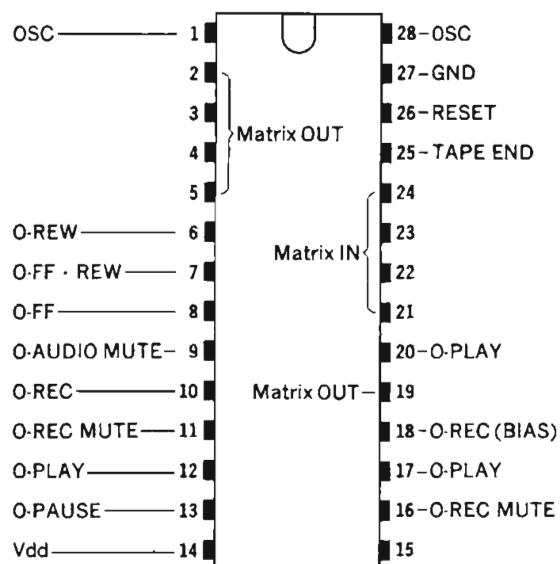 OSC 1 28-OSC
2 27-GND
3 26-RESET
Matrix OUT
4 25-TAPE END
5 24
O-REW 6 23
Matrix IN
O-FF · REW 7 22
O-FF 8 21
O-AUDIO MUTE- 9 20-O-PLAY
O-REC 10 Matrix OUT- 19
O-REC MUTE 11 18-O-REC (BIAS)
O-PLAY 12 17-O-PLAY
O-PAUSE 13 16-O-REC MUTE
Vdd 14 15